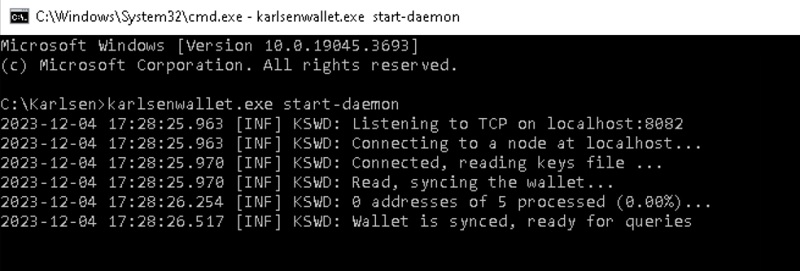 C:\Windows\System32\cmd.exe - karlsenwallet.exe start-daemon
Microsoft Windows [Version 10.0.19045.3693]
(c) Microsoft Corporation. All rights reserved.
C:\Karlsen>karlsenwallet.exe start-daemon
2023-12-04 17:28:25.963 [INF] KSWD: Listening to TCP on localhost:8082
2023-12-04 17:28:25.963 [INF] KSWD: Connecting to a node at localhost...
2023-12-04 17:28:25.970 [INF] KSWD: Connected, reading keys file ...
2023-12-04 17:28:25.970 [INF] KSWD: Read, syncing the wallet...
2023-12-04 17:28:26.254 [INF] KSWD: 0 addresses of 5 processed (0.00%)...
2023-12-04 17:28:26.517 [INF] KSWD: Wallet is synced, ready for queries